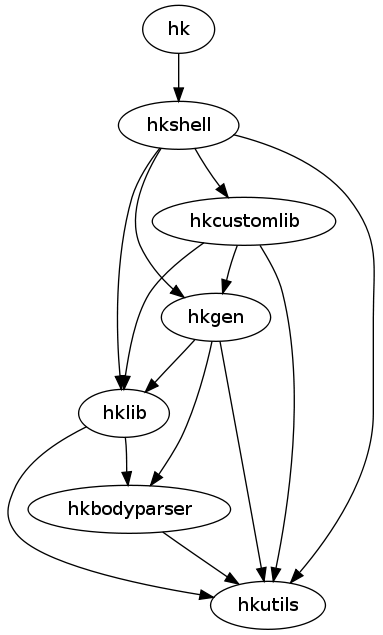 hk
hkshell
hkcustomlib
hkgen
hklib
hkbodyparser
hkutils